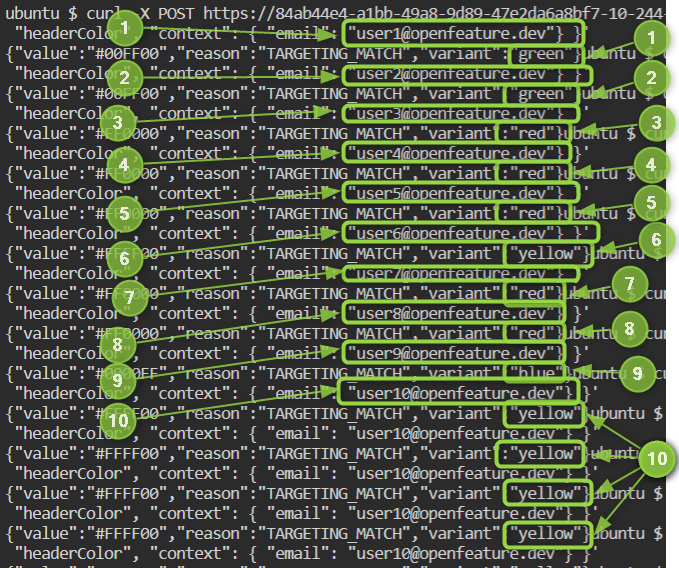 ubuntu $ curl -X POST https://84ab44e4-a1bb-49a8-9d89-47e2da6a8bf7-10-244-
"headerColor", "context": { "email": "user1@openfeature.dev"} }'
{"value":"#00FF00","reason":"TARGETING_MATCH","variant":"green"}ubuntu $ cu
"headerColor", "context": { "email": "user2@openfeature.dev"} }'
{"value":"#00FF00","reason":"TARGETING_MATCH","variant":"green"}ubuntu $ cu
"headerColor", "context": { "email": "user3@openfeature.dev"} }'
{"value":"#FF0000","reason":"TARGETING_MATCH","variant":"red"}ubuntu $ cur
"headerColor", "context": { "email": "user4@openfeature.dev"} }'
{"value":"#FF0000","reason":"TARGETING_MATCH","variant":"red"}ubuntu $ cur
"headerColor", "context": { "email": "user5@openfeature.dev"} }'
{"value":"#FF0000","reason":"TARGETING_MATCH","variant":"red"}ubuntu $ cur
"headerColor", "context": { "email": "user6@openfeature.dev"} }'
{"value":"#FFFF00","reason":"TARGETING_MATCH","variant":"yellow"}ubuntu $ c
"headerColor", "context": { "email": "user7@openfeature.dev"} }'
{"value":"#FF0000","reason":"TARGETING_MATCH","variant":"red"}ubuntu $ cur
"headerColor", "context": { "email": "user8@openfeature.dev"} }'
{"value":"#FF0000","reason":"TARGETING_MATCH","variant":"red"}ubuntu $ cur
"headerColor", "context": { "email": "user9@openfeature.dev"} }'
{"value":"#0000FF","reason":"TARGETING_MATCH","variant":"blue"}ubuntu $ cu
"headerColor", "context": { "email": "user10@openfeature.dev"} }'
{"value":"#FFFF00","reason":"TARGETING_MATCH","variant":"yellow"}ubuntu $
"headerColor", "context": { "email": "user10@openfeature.dev"} }'
{"value":"#FFFF00","reason":"TARGETING_MATCH","variant":"yellow"}ubuntu $
"headerColor", "context": { "email": "user10@openfeature.dev"} }'
{"value":"#FFFF00","reason":"TARGETING_MATCH","variant":"yellow"}ubuntu $
"headerColor", "context": { "email": "user10@openfeature.dev"} }'
{"value":"#FFFF00","reason":"TARGETING_MATCH","variant":"yellow"}ubuntu $
"headerColor", "context": { "email": "user10@openfeature.dev"} }'
1
2
3
4
5
6
7
8
9
10
1
2
3
4
5
6
7
8
9
10